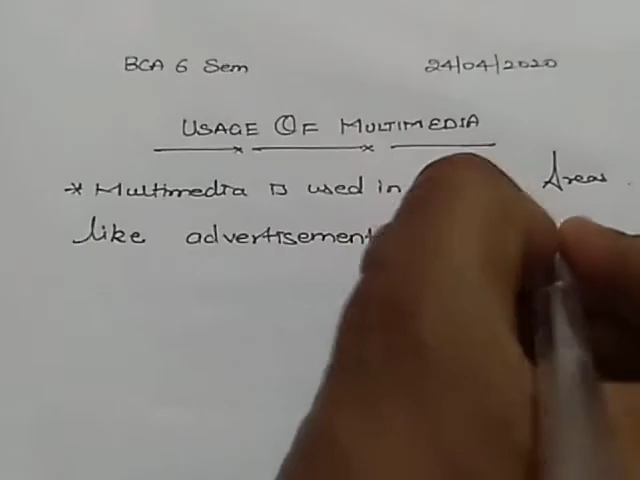 BCA 6 Sem 24/04/2020
USAGE OF MULTIMEDIA
* Multimedia is used in Areas
like advertisement